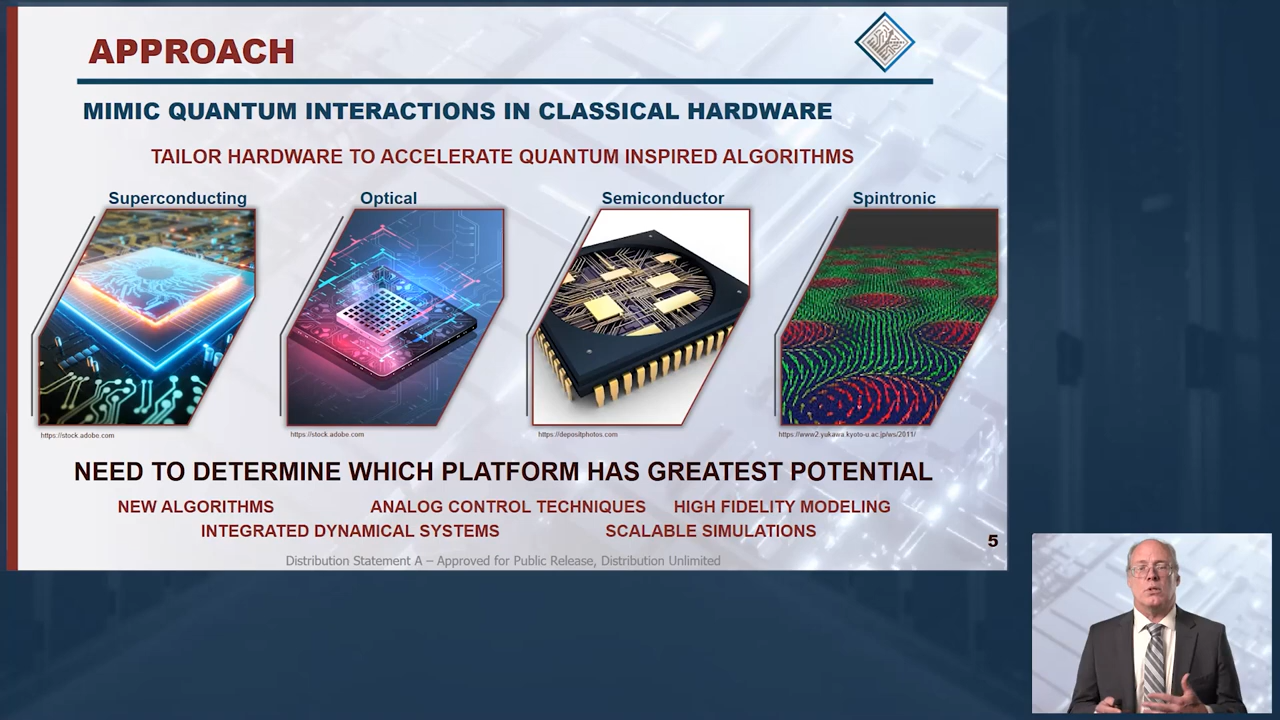 APPROACH
MIMIC QUANTUM INTERACTIONS IN CLASSICAL HARDWARE
TAILOR HARDWARE TO ACCELERATE QUANTUM INSPIRED ALGORITHMS
Superconducting
Optical
Semiconductor
Spintronic
https://stock.adobe.com
https://stock.adobe.com
https://depositphotos.com
https://www2.yukawa.kyoto-u.ac.jp/ws/2011/
NEED TO DETERMINE WHICH PLATFORM HAS GREATEST POTENTIAL
NEW ALGORITHMS
ANALOG CONTROL TECHNIQUES
HIGH FIDELITY MODELING
INTEGRATED DYNAMICAL SYSTEMS
SCALABLE SIMULATIONS
5
Distribution Statement A – Approved for Public Release, Distribution Unlimited